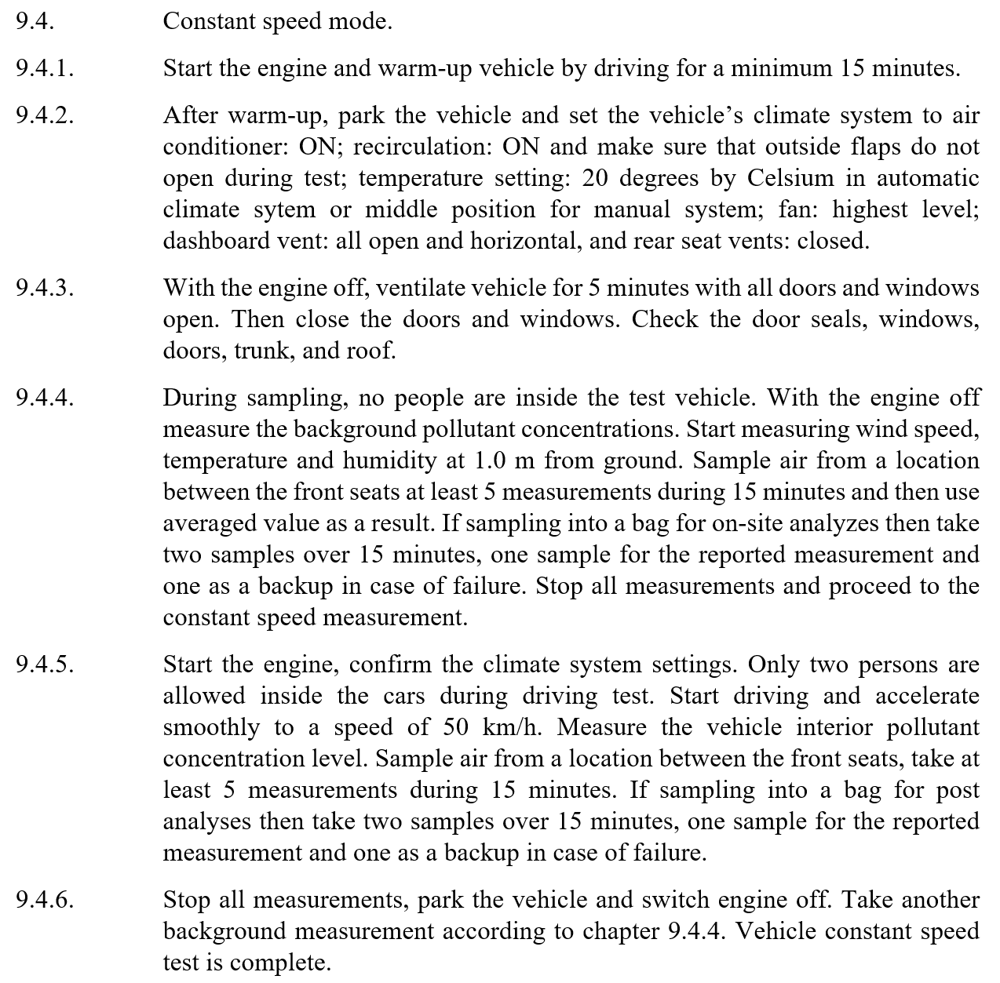 9.4. Constant speed mode.
9.4.1. Start the engine and warm-up vehicle by driving for a minimum 15 minutes.
9.4.2. After warm-up, park the vehicle and set the vehicle’s climate system to air
conditioner: ON; recirculation: ON and make sure that outside flaps do not
open during test; temperature setting: 20 degrees by Celsium in automatic
climate sytem or middle position for manual system; fan: highest level;
dashboard vent: all open and horizontal, and rear seat vents: closed.
9.4.3. With the engine off, ventilate vehicle for 5 minutes with all doors and windows
open. Then close the doors and windows. Check the door seals, windows,
doors, trunk, and roof.
9.4.4. During sampling, no people are inside the test vehicle. With the engine off
measure the background pollutant concentrations. Start measuring wind speed,
temperature and humidity at 1.0 m from ground. Sample air from a location
between the front seats at least 5 measurements during 15 minutes and then use
averaged value as a result. If sampling into a bag for on-site analyzes then take
two samples over 15 minutes, one sample for the reported measurement and
one as a backup in case of failure. Stop all measurements and proceed to the
constant speed measurement.
9.4.5. Start the engine, confirm the climate system settings. Only two persons are
allowed inside the cars during driving test. Start driving and accelerate
smoothly to a speed of 50 km/h. Measure the vehicle interior pollutant
concentration level. Sample air from a location between the front seats, take at
least 5 measurements during 15 minutes. If sampling into a bag for post
analyses then take two samples over 15 minutes, one sample for the reported
measurement and one as a backup in case of failure.
9.4.6. Stop all measurements, park the vehicle and switch engine off. Take another
background measurement according to chapter 9.4.4. Vehicle constant speed
test is complete.